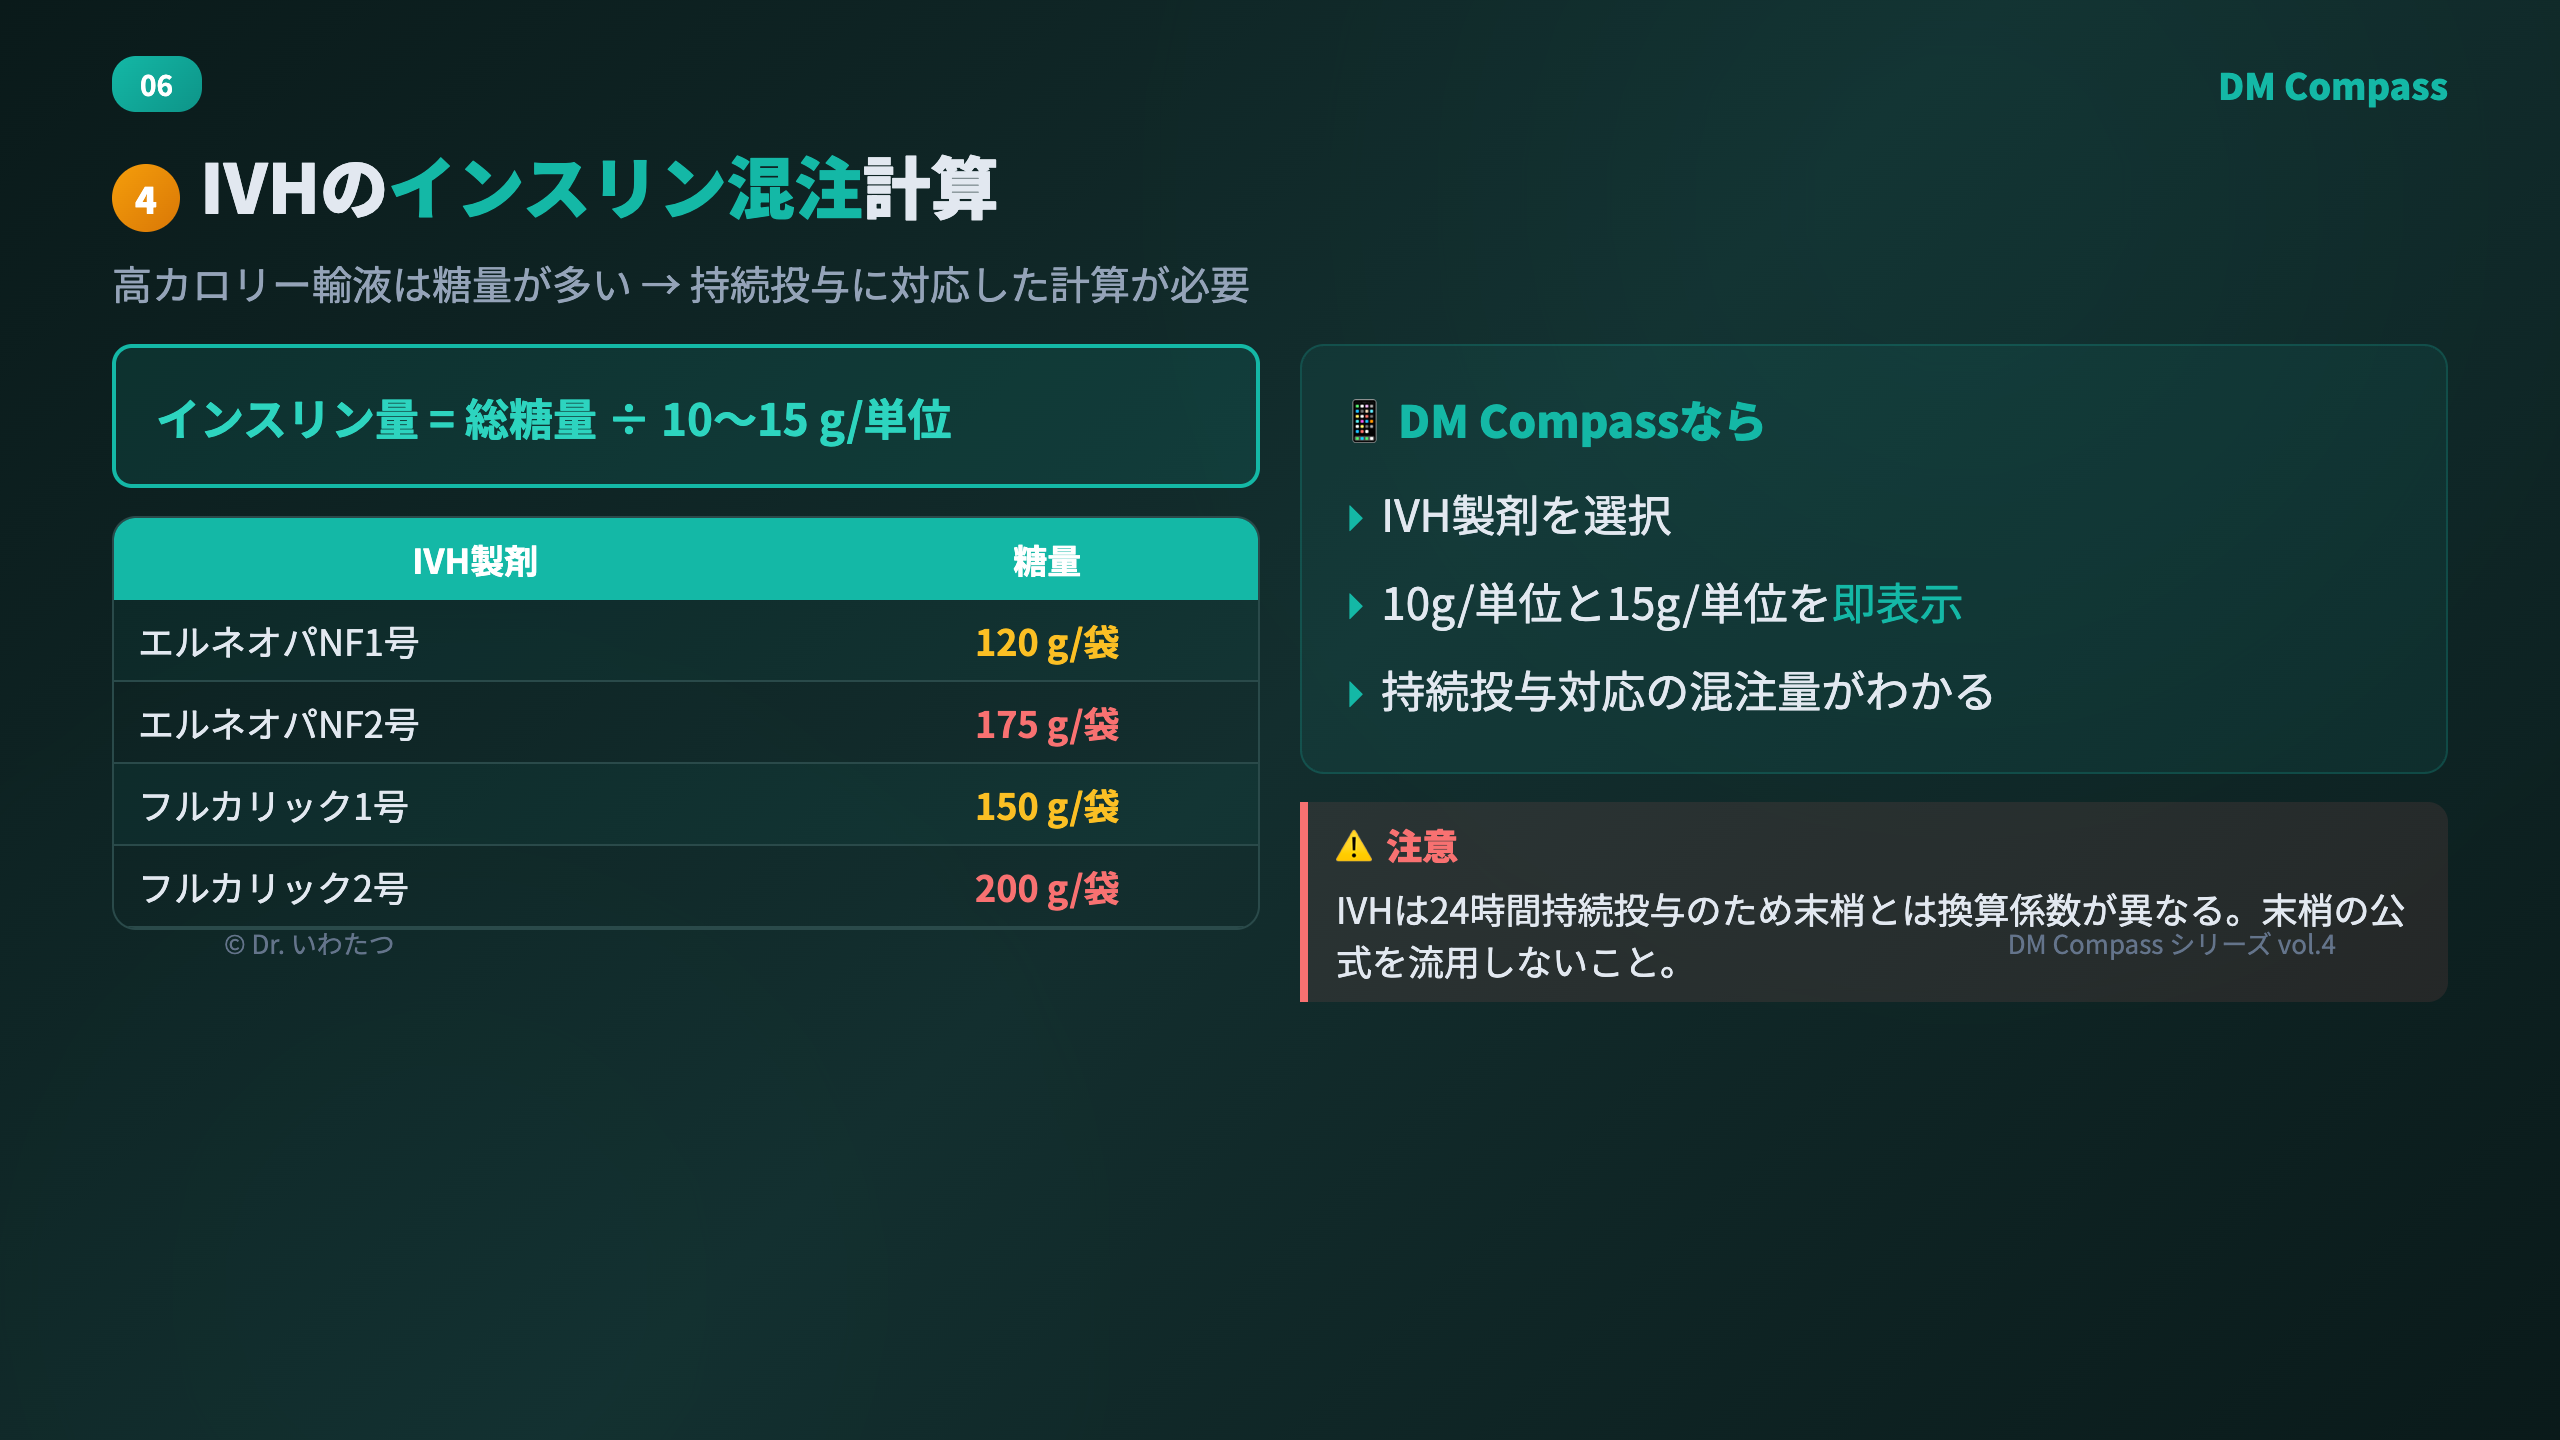 06
DM Compass
4 IVHのインスリン混注計算
高カロリー輸液は糖量が多い → 持続投与に対応した計算が必要
インスリン量 = 総糖量 ÷ 10〜15 g/単位
IVH製剤 糖量
エルネオパNF1号 120 g/袋
エルネオパNF2号 175 g/袋
フルカリック1号 150 g/袋
フルカリック2号 200 g/袋
📱 DM Compassなら
IVH製剤を選択
10g/単位と15g/単位を即表示
持続投与対応の混注量がわかる
⚠️ 注意
IVHは24時間持続投与のため末梢とは換算係数が異なる。末梢の公
式を流用しないこと。
© Dr. いわたつ
DM Compass シリーズ vol.4